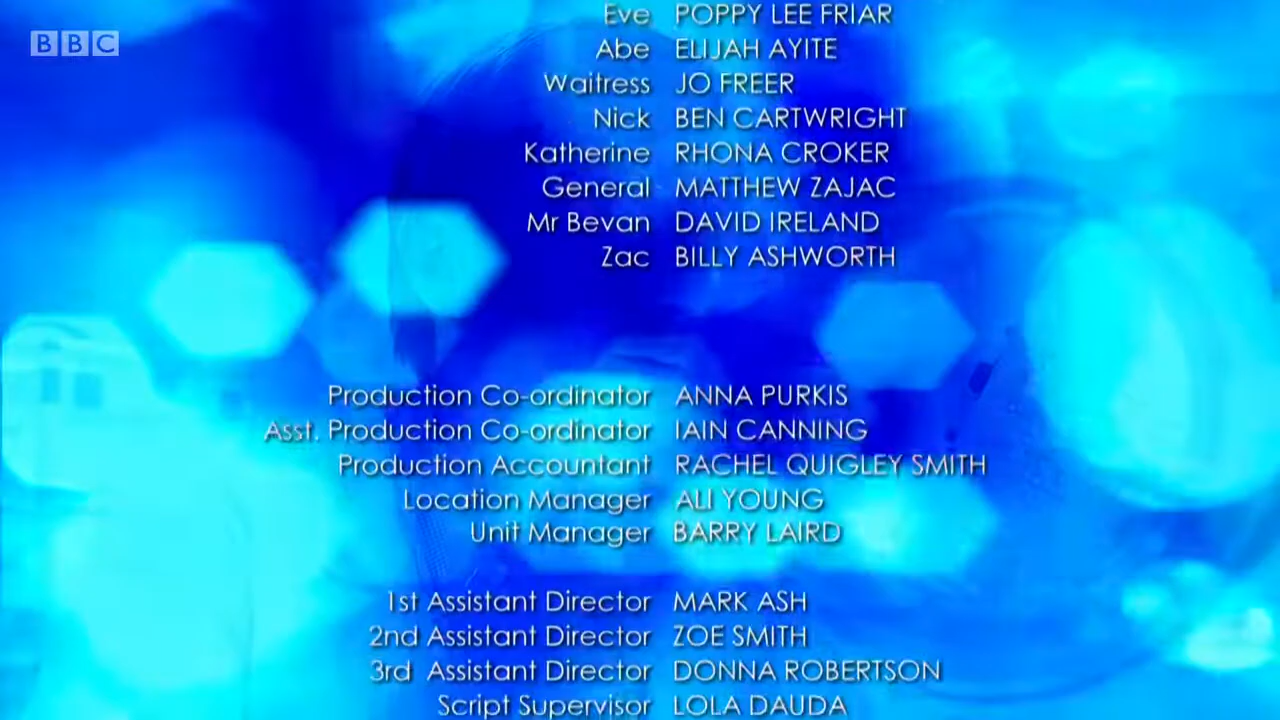 BBC
Eve POPPY LEE FRIAR
Abe ELIJAH AYITE
Waitress JO FREER
Nick BEN CARTWRIGHT
Katherine RHONA CROKER
General MATTHEW ZAJAC
Mr Bevan DAVID IRELAND
Zac BILLY ASHWORTH
Production Co-ordinator ANNA PURKIS
Asst. Production Co-ordinator IAIN CANNING
Production Accountant RACHEL QUIGLEY SMITH
Location Manager ALI YOUNG
Unit Manager BARRY LAIRD
1st Assistant Director MARK ASH
2nd Assistant Director ZOE SMITH
3rd Assistant Director DONNA ROBERTSON
Script Supervisor LOLA DAUDA